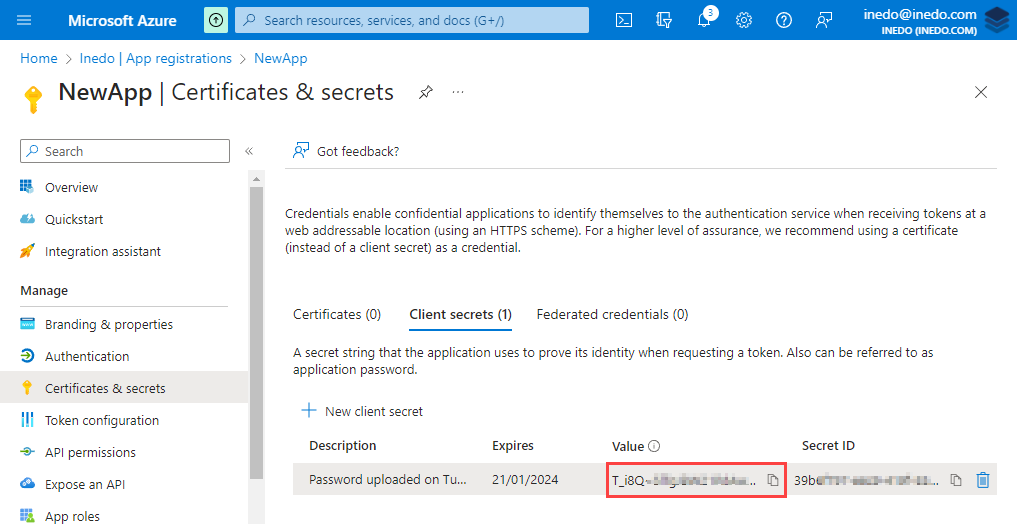 Microsoft Azure
Search resources, services, and docs (G+/)
3
inedo@inedo.com
INEDO (INEDO.COM)
Home > Inedo | App registrations > NewApp
NewApp | Certificates & secrets
...
Search
«
Got feedback?
Overview
Quickstart
Integration assistant
Manage
Branding & properties
Authentication
Certificates & secrets
Token configuration
API permissions
Expose an API
App roles
Credentials enable confidential applications to identify themselves to the authentication service when receiving tokens at a
web addressable location (using an HTTPS scheme). For a higher level of assurance, we recommend using a certificate
(instead of a client secret) as a credential.
Certificates (0) Client secrets (1) Federated credentials (0)
A secret string that the application uses to prove its identity when requesting a token. Also can be referred to as
application password.
New client secret
Description Expires Value Secret ID
Password uploaded on Tu... 21/01/2024